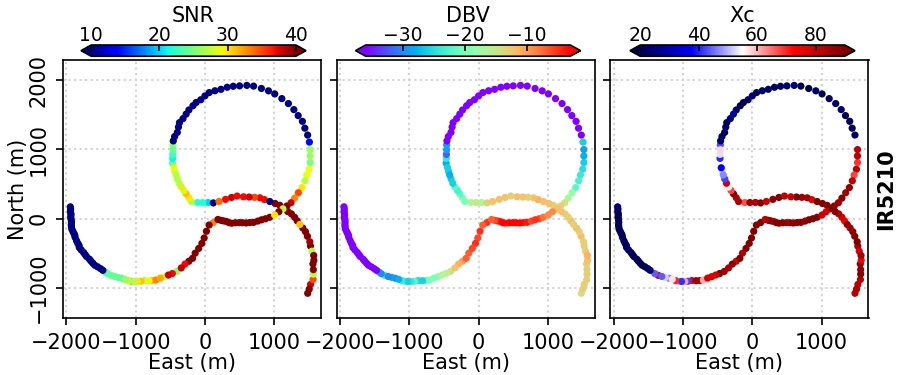 SNR DBV Xc
10 20 30 40 −30 −20 −10 20 40 60 80
2000
1000
0
−1000
North (m)
IR5210
−2000 −1000 0 1000 −2000 −1000 0 1000 −2000 −1000 0 1000
East (m) East (m) East (m)